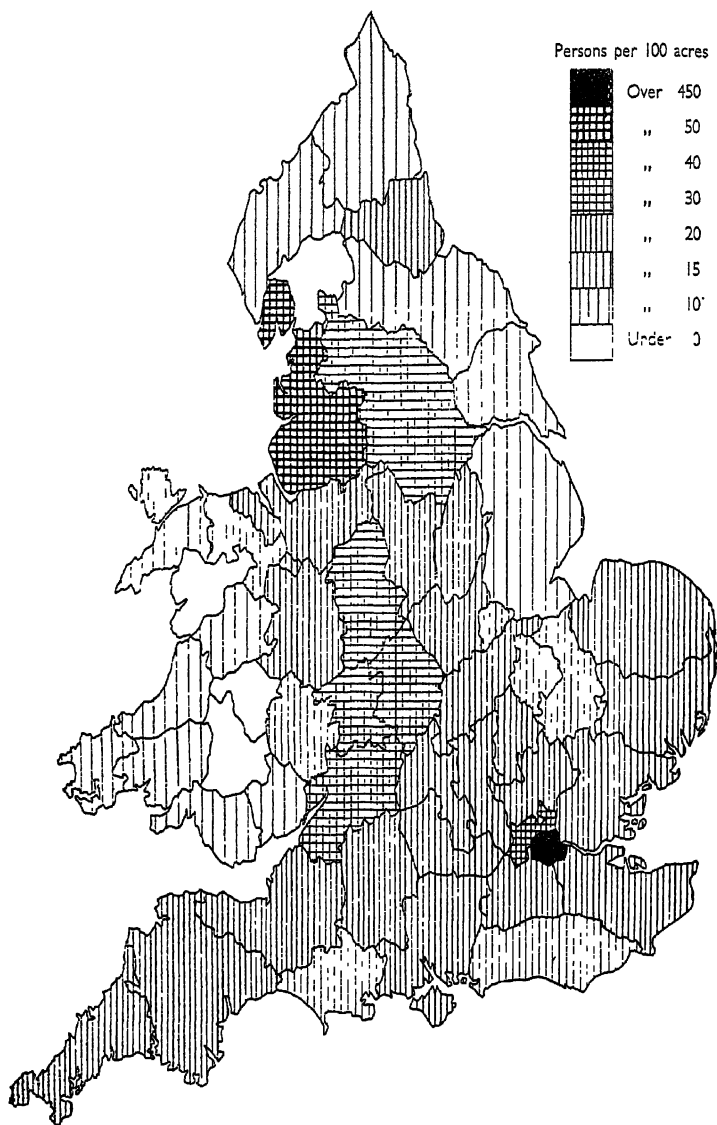 Persons per 100 acres
Over 450
,, 50
,, 40
,, 30
,, 20
,, 15
,, 10
Under